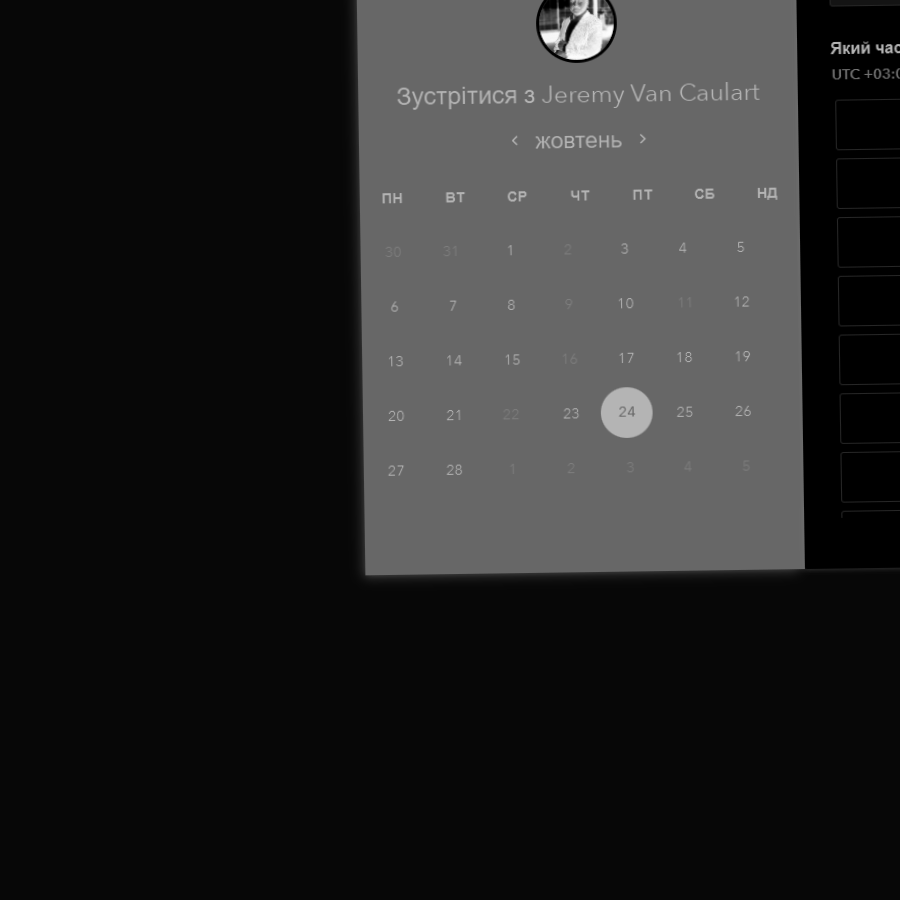 Зустрітися з Jeremy Van Caulart
жовтень
ПН ВТ СР ЧТ ПТ СБ НД
30 31 1 2 3 4 5
6 7 8 9 10 11 12
13 14 15 16 17 18 19
20 21 22 23 24 25 26
27 28 1 2 3 4 5
Який час
UTC +03: